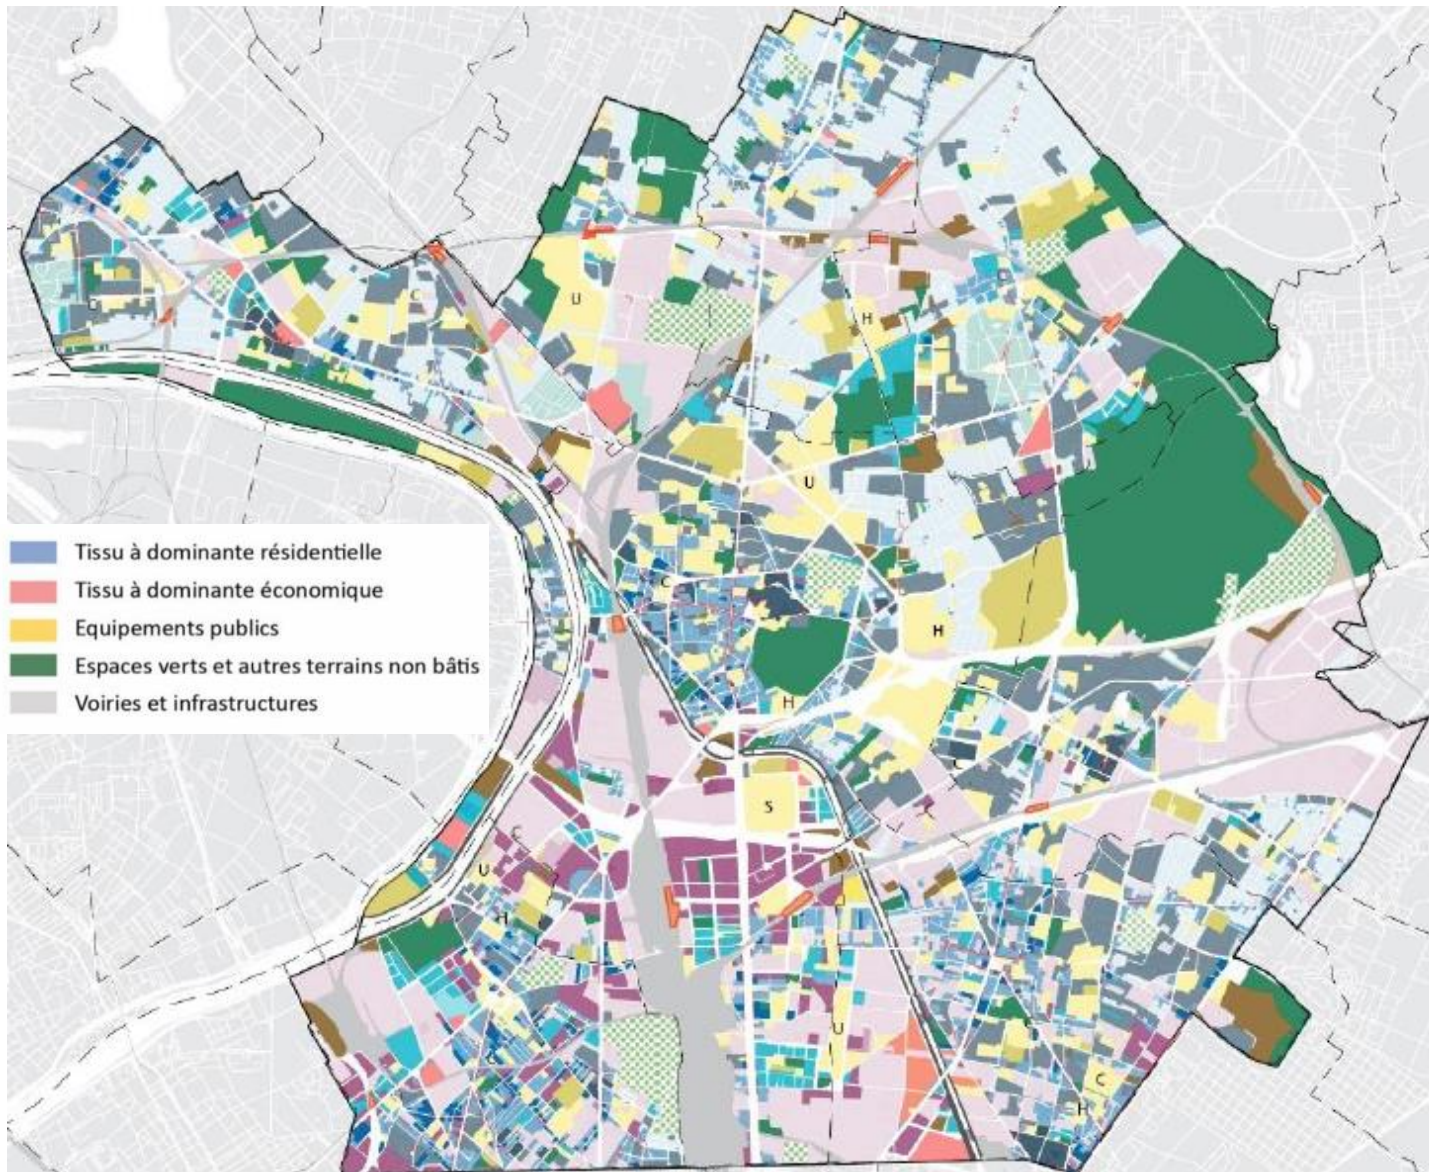 U
H
C
C
U
U
C
H
H
Tissu à dominante résidentielle
Tissu à dominante économique
Equipements publics
Espaces verts et autres terrains non bâtis
Voiries et infrastructures
C
S
C
U
H
U
C
C
H